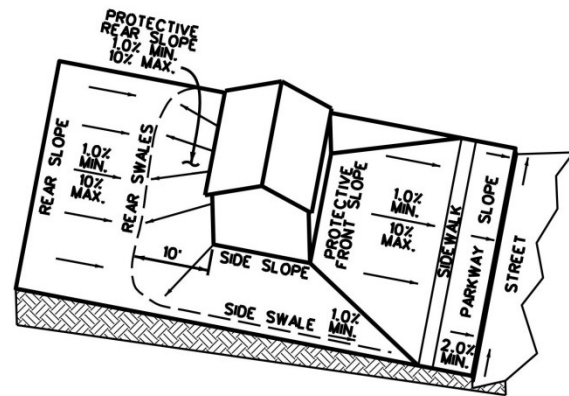 PROTECTIVE
REAR SLOPE
1.0% MIN.
10% MAX.
REAR SLOPE
1.0%
MIN.
10%
MAX.
REAR SWALES
10'
SIDE SLOPE
SIDE SWALE
1.0%
MIN.
PROTECTIVE
FRONT SLOPE
1.0%
MIN.
10%
MAX.
SIDEWALK
PARKWAY SLOPE
2.0%
MIN.
STREET